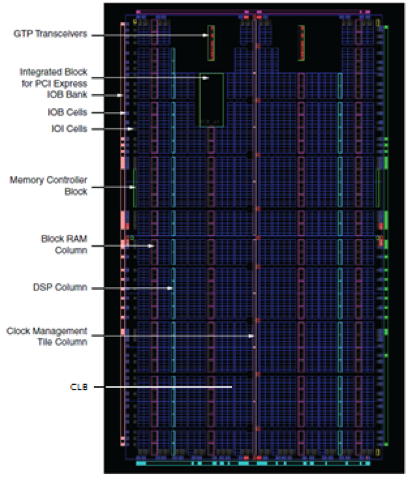 GTP Transceivers
Integrated Block
for PCI Express
IOB Bank
IOB Cells
IOI Cells
Memory Controller
Block
Block RAM
Column
DSP Column
Clock Management
Tile Column
CLB